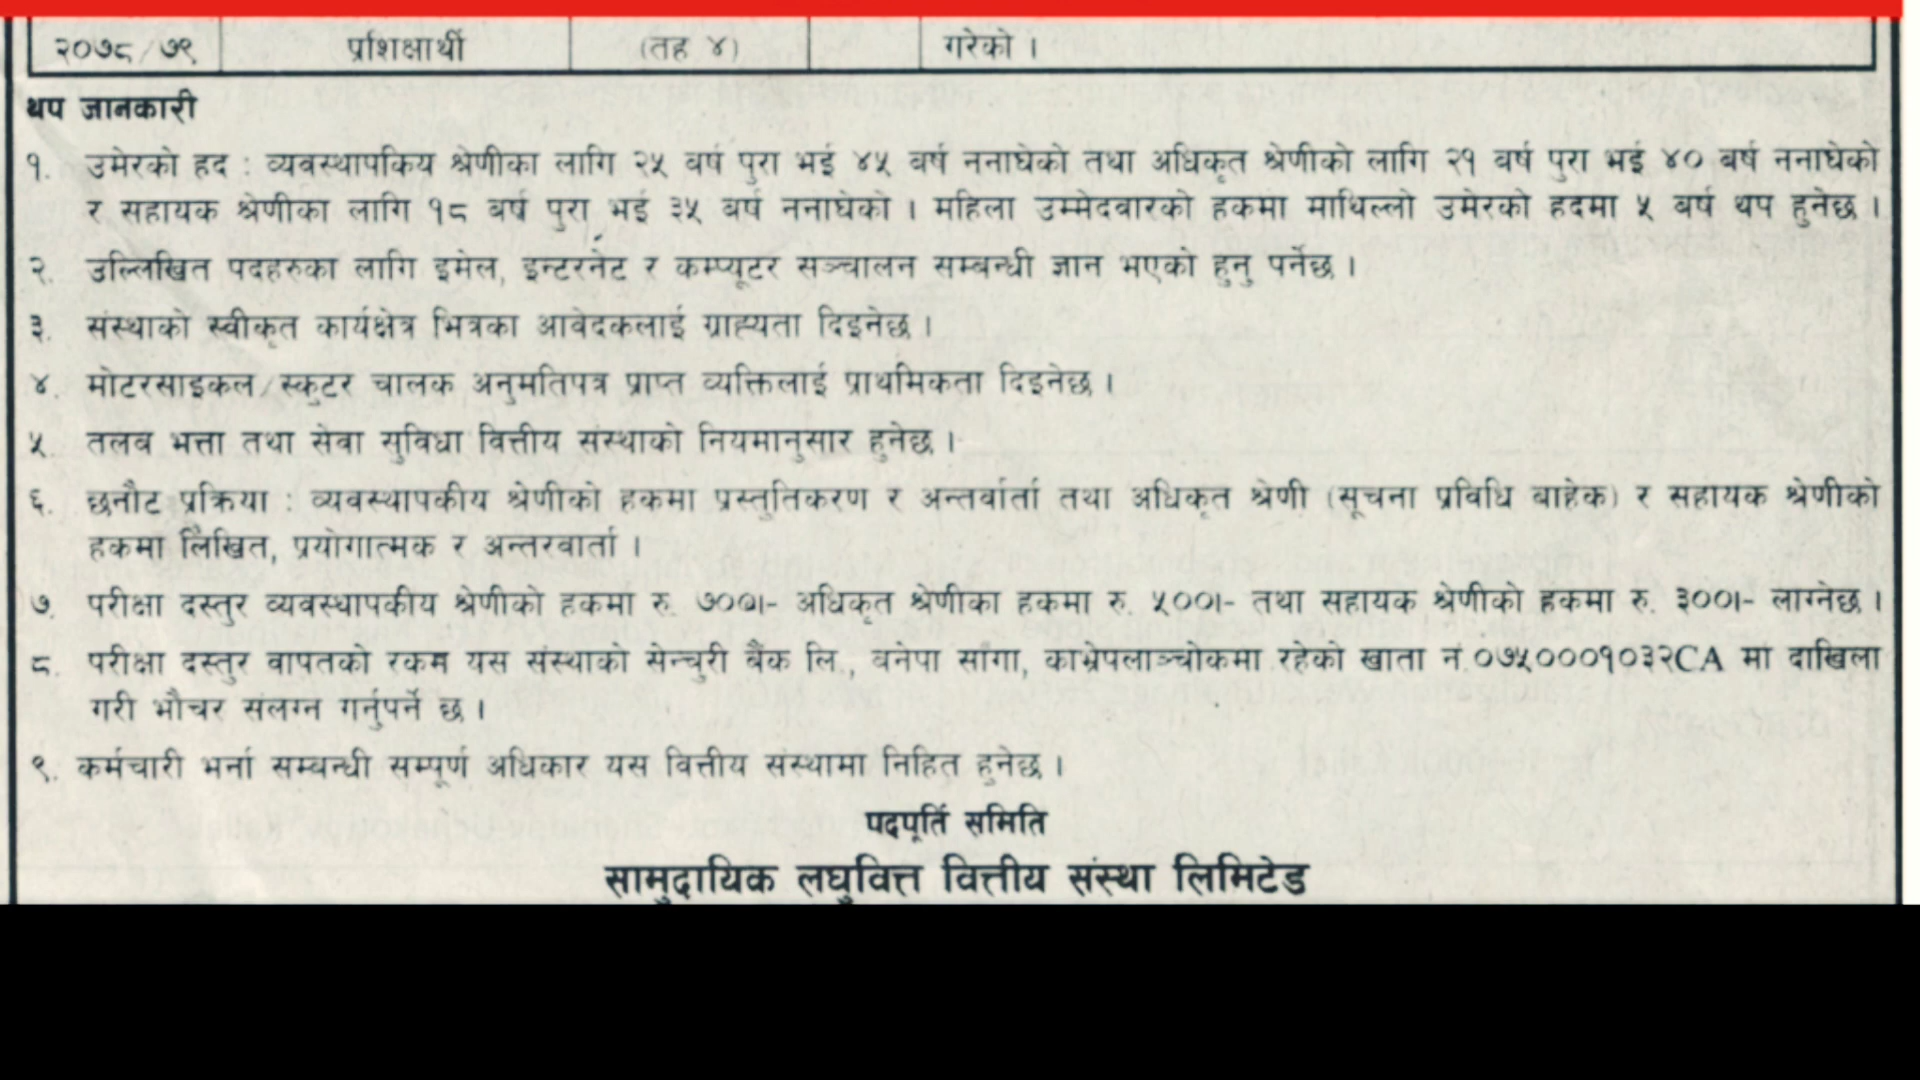 २०७८/७९ प्रशिक्षार्थी (तह ४) गरेको ।
थप जानकारी
१. उमेरको हद : व्यवस्थापकिय श्रेणीका लागि २५ वर्ष पुरा भई ४५ वर्ष ननाघेको तथा अधिकृत श्रेणीको लागि २१ वर्ष पुरा भई ४० वर्ष ननाघेको
र सहायक श्रेणीका लागि १८ वर्ष पुरा भई ३५ वर्ष ननाघेको । महिला उम्मेदवारको हकमा माथिल्लो उमेरको हदमा ५ वर्ष थप हुनेछ ।
२. उल्लिखित पदहरुका लागि इमेल, इन्टरनेट र कम्प्यूटर सञ्चालन सम्बन्धी ज्ञान भएको हुनु पर्नेछ ।
३. संस्थाको स्वीकृत कार्यक्षेत्र भित्रका आवेदकलाई ग्राह्यता दिइनेछ ।
४. मोटरसाइकल/स्कुटर चालक अनुमतिपत्र प्राप्त व्यक्तिलाई प्राथमिकता दिइनेछ ।
५. तलब भत्ता तथा सेवा सुविधा वित्तीय संस्थाको नियमानुसार हुनेछ ।
६. छनौट प्रक्रिया : व्यवस्थापकीय श्रेणीको हकमा प्रस्तुतिकरण र अन्तर्वार्ता तथा अधिकृत श्रेणी (सूचना प्रविधि बाहेक) र सहायक श्रेणीको
हकमा लिखित, प्रयोगात्मक र अन्तरवार्ता ।
७. परीक्षा दस्तुर व्यवस्थापकीय श्रेणीको हकमा रु. ७००।- अधिकृत श्रेणीका हकमा रु. ५००।- तथा सहायक श्रेणीको हकमा रु. ३००।- लाग्नेछ ।
८. परीक्षा दस्तुर वापतको रकम यस संस्थाको सेन्चुरी बैंक लि., बनेपा सांगा, काभ्रेपलाञ्चोकमा रहेको खाता नं.०७५०००१०३२CA मा दाखिला
गरी भौचर संलग्न गर्नुपर्ने छ ।
९. कर्मचारी भर्ना सम्बन्धी सम्पूर्ण अधिकार यस वित्तीय संस्थामा निहित हुनेछ ।
पदपूर्ति समिति
सामुदायिक लघुवित्त वित्तीय संस्था लिमिटेड